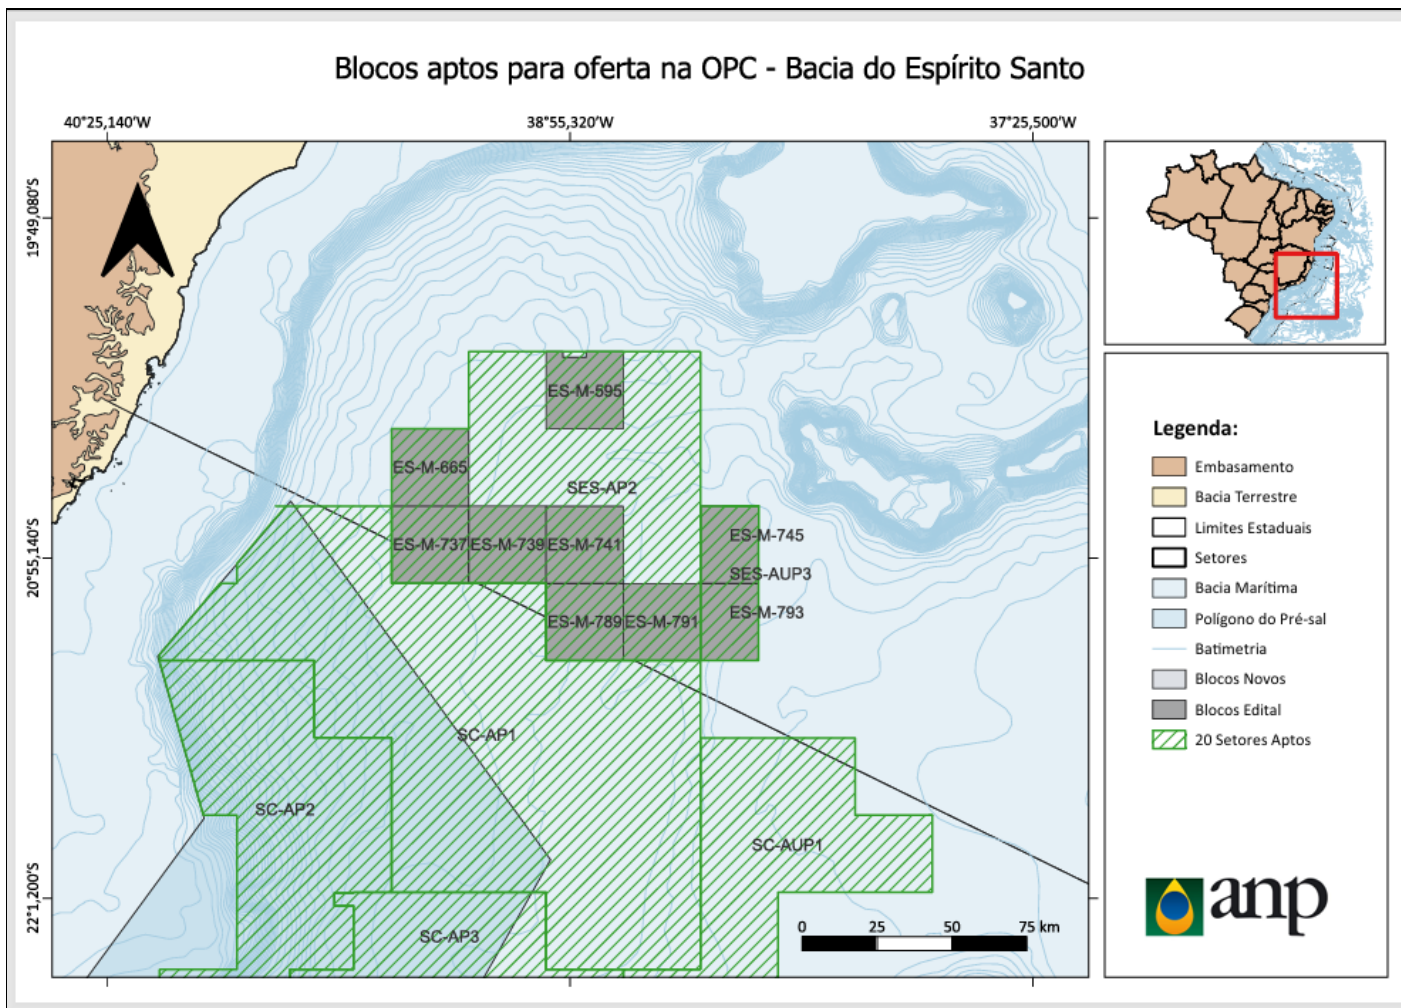 Blocos aptos para oferta na OPC - Bacia do Espírito Santo
40°25,140'W
38°55,320'W
37°25,500'W
19°49,080'S
20°55,140'S
22°1,200'S
ES-M-595
ES-M-665
SES-AP2
ES-M-737
ES-M-739
ES-M-741
ES-M-745
SES-AUP3
ES-M-789
ES-M-791
ES-M-793
SC-AP1
SC-AP2
SC-AUP1
SC-AP3
0 25 50 75 km
Legenda:
Embasamento
Bacia Terrestre
Limites Estaduais
Setores
Bacia Marítima
Polígono do Pré-sal
Batimetria
Blocos Novos
Blocos Edital
20 Setores Aptos
anp